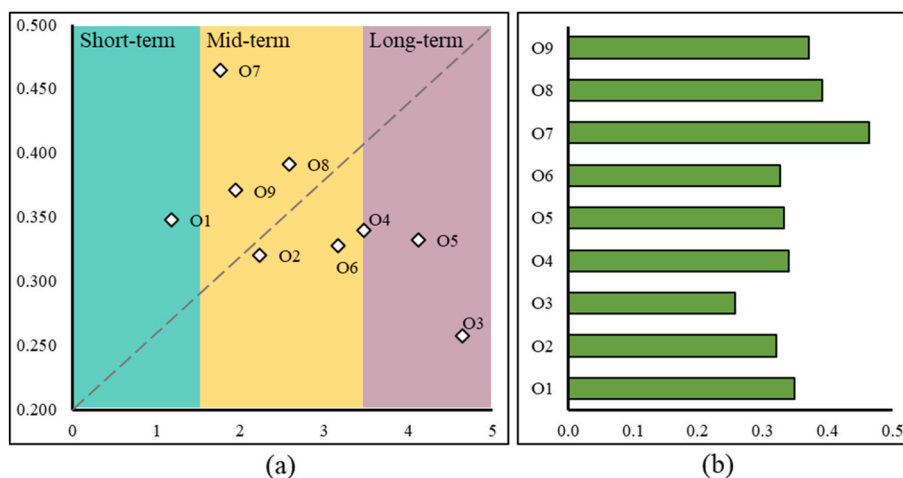 0.500
0.450
0.400
0.350
0.300
0.250
0.200
Short-term
Mid-term
Long-term
O7
O8
O9
O1
O4
O2
O5
O6
O3
0 1 2 3 4 5
(a)
O9
O8
O7
O6
O5
O4
O3
O2
O1
0.0 0.1 0.2 0.3 0.4 0.5
(b)